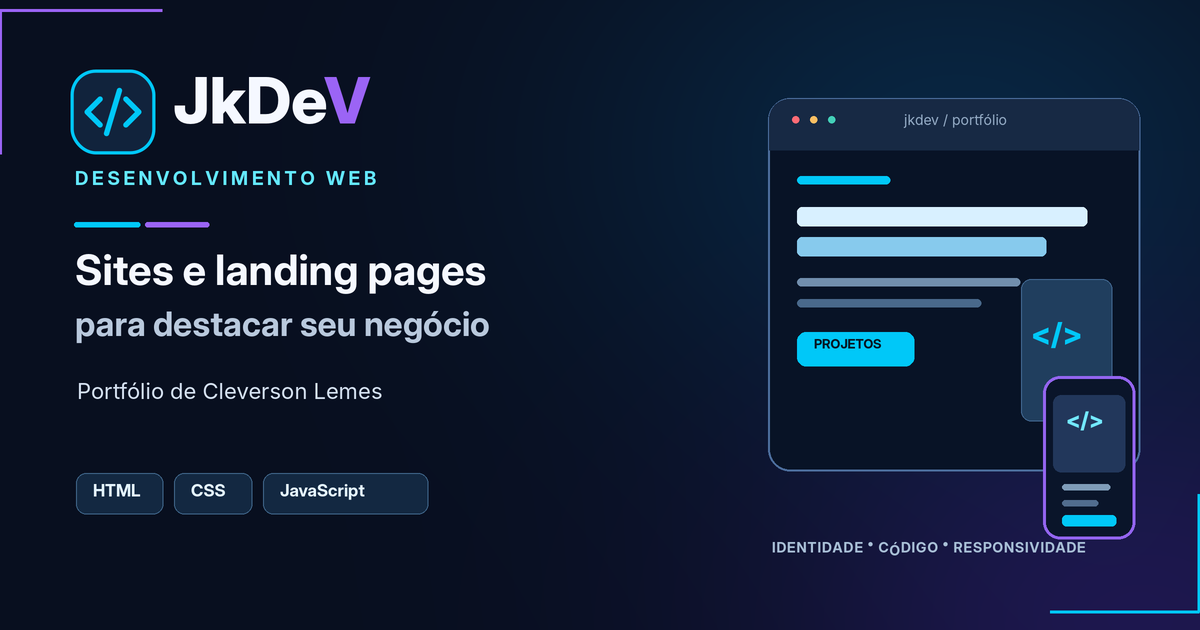 </> JkDeV
DESENVOLVIMENTO WEB
Sites e landing pages
para destacar seu negócio
Portfólio de Cleverson Lemes
HTML CSS JavaScript
jkdev / portfólio
PROJETOS
</>
</>
IDENTIDADE • CÓDIGO • RESPONSIVIDADE